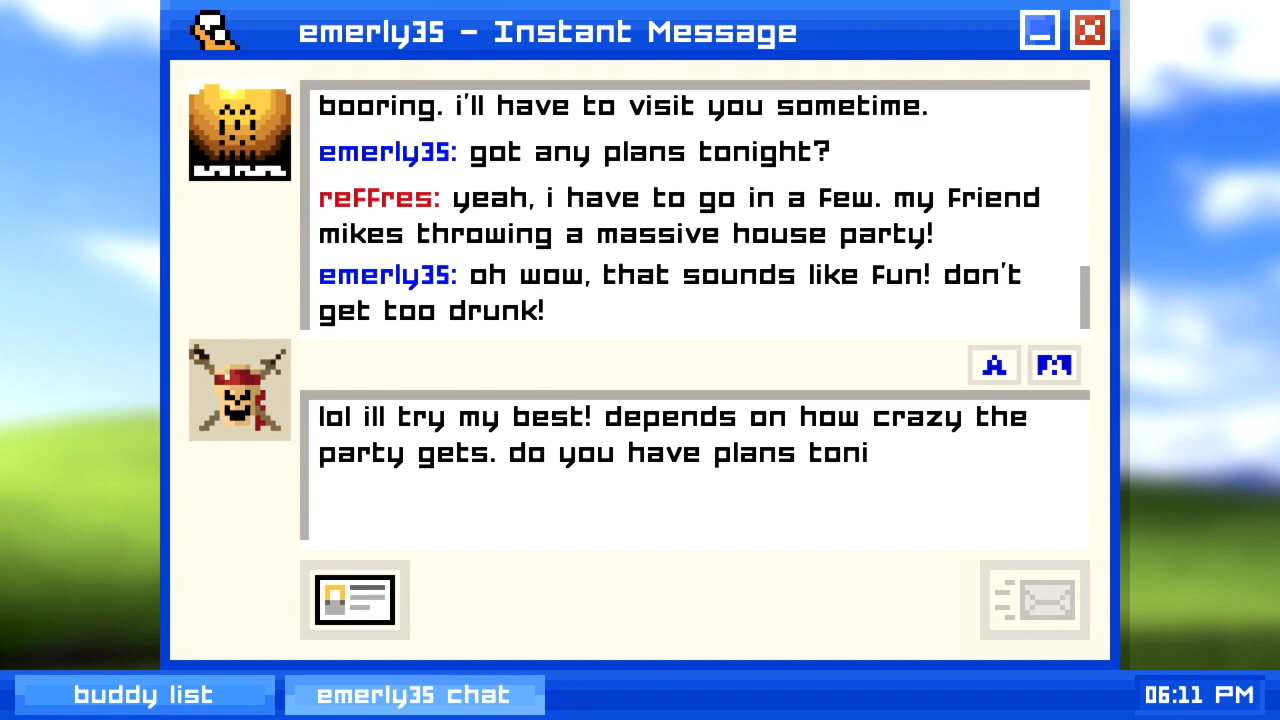 emerly35 - Instant Message
booring. i'll have to visit you sometime.
emerly35: got any plans tonight?
reffres: yeah, i have to go in a few. my friend
mikes throwing a massive house party!
emerly35: oh wow, that sounds like fun! don't
get too drunk!
A A
lol ill try my best! depends on how crazy the
party gets. do you have plans toni
buddy list
emerly35 chat
06:11 PM